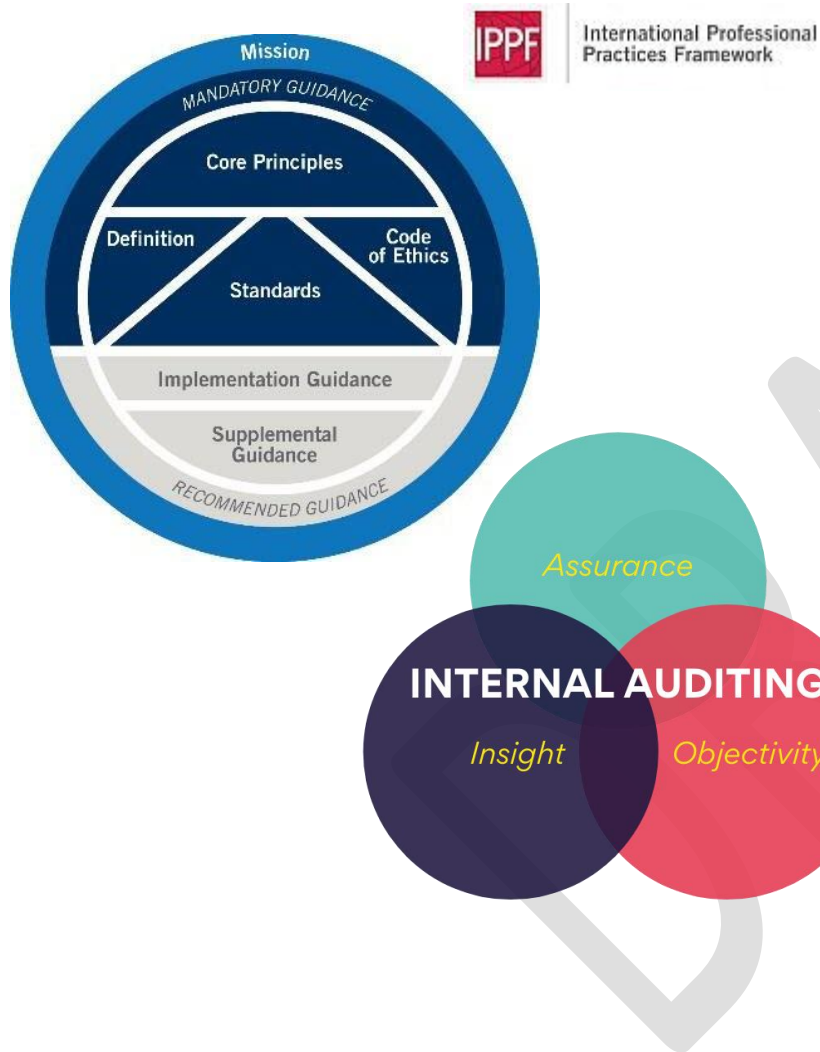 IPPF
International Professional
Practices Framework
Mission
MANDATORY GUIDANCE
Core Principles
Definition
Code
of Ethics
Standards
Implementation Guidance
Supplemental
Guidance
RECOMMENDED GUIDANCE
Assurance
INTERNAL AUDITING
Insight
Objectivity